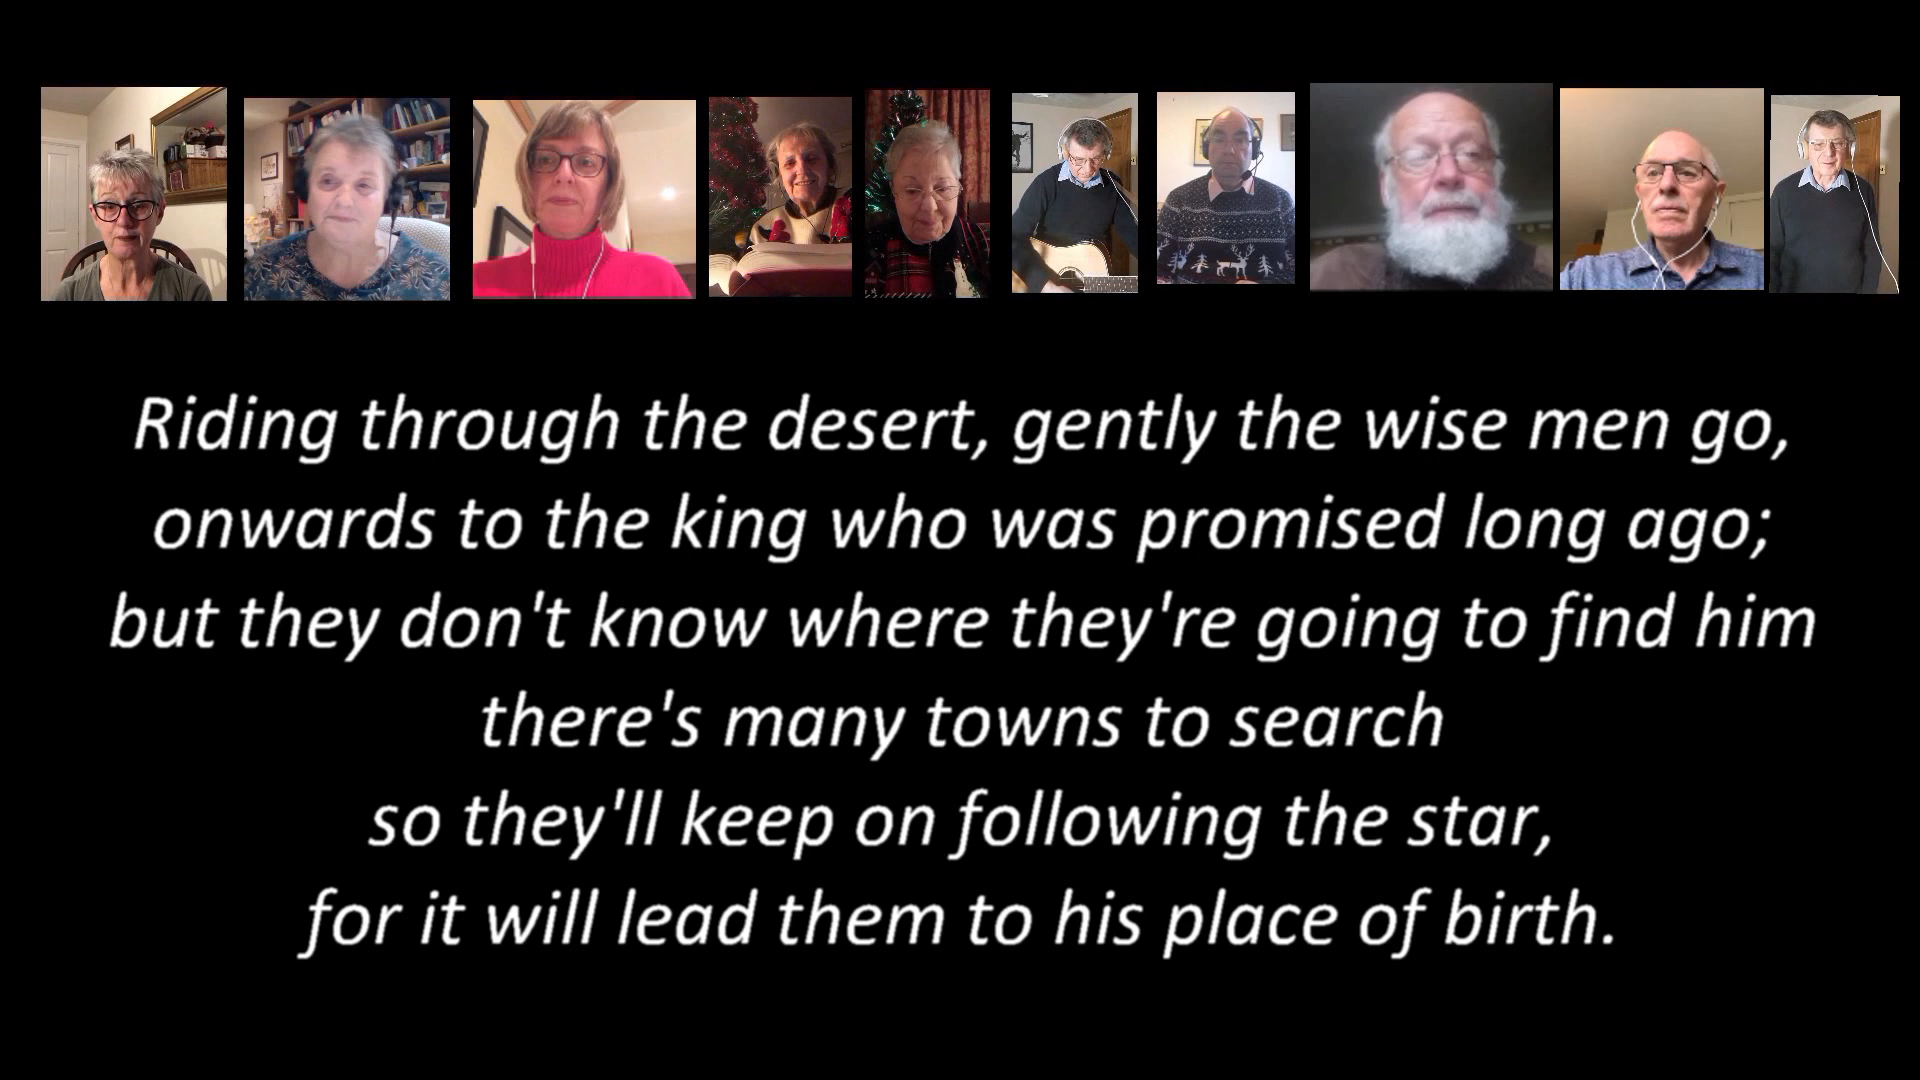 Riding through the desert, gently the wise men go,
onwards to the king who was promised long ago;
but they don't know where they're going to find him
there's many towns to search
so they'll keep on following the star,
for it will lead them to his place of birth.